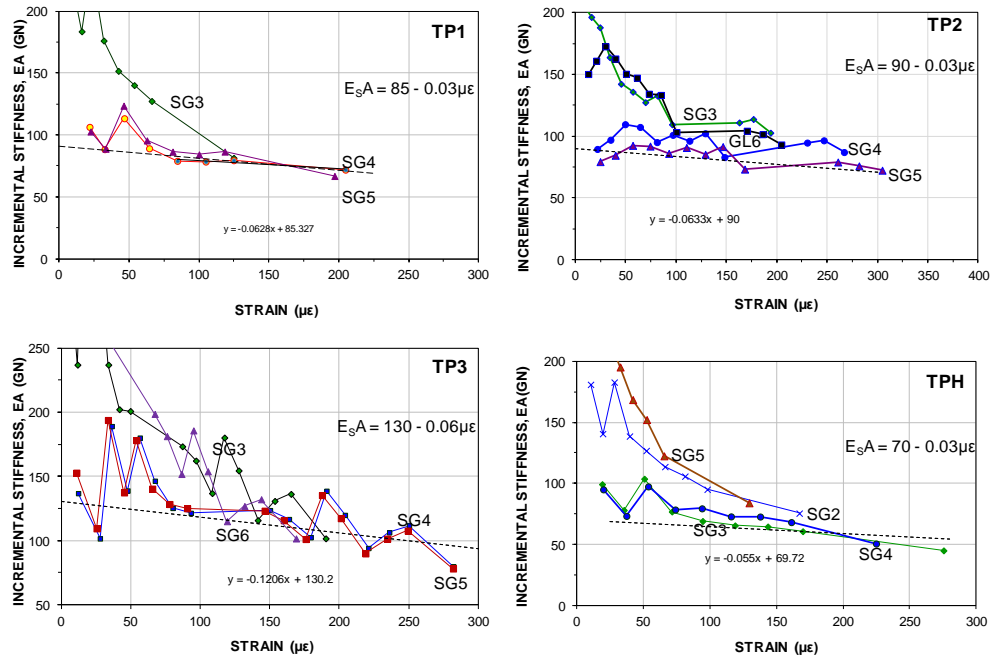 TP1
INCREMENTAL STIFFNESS, EA (GN)
200
150
100
50
0
EₛA = 85 - 0.03µε
SG3
SG4
SG5
y = -0.0628x + 85.327
0 50 100 150 200 250 300
STRAIN (µε)
TP2
INCREMENTAL STIFFNESS, EA (GN)
200
150
100
50
0
EₛA = 90 - 0.03µε
SG3
GL6
SG4
SG5
y = -0.0633x + 90
0 50 100 150 200 250 300 350 400
STRAIN (µε)
TP3
INCREMENTAL STIFFNESS, EA (GN)
250
200
150
100
50
EₛA = 130 - 0.06µε
SG3
SG6
SG4
SG5
y = -0.1206x + 130.2
0 50 100 150 200 250 300
STRAIN (µε)
TPH
INCREMENTAL STIFFNESS, EA(GN)
200
150
100
50
0
EₛA = 70 - 0.03µε
SG5
SG2
SG3
SG4
y = -0.055x + 69.72
0 50 100 150 200 250 300
STRAIN (µε)